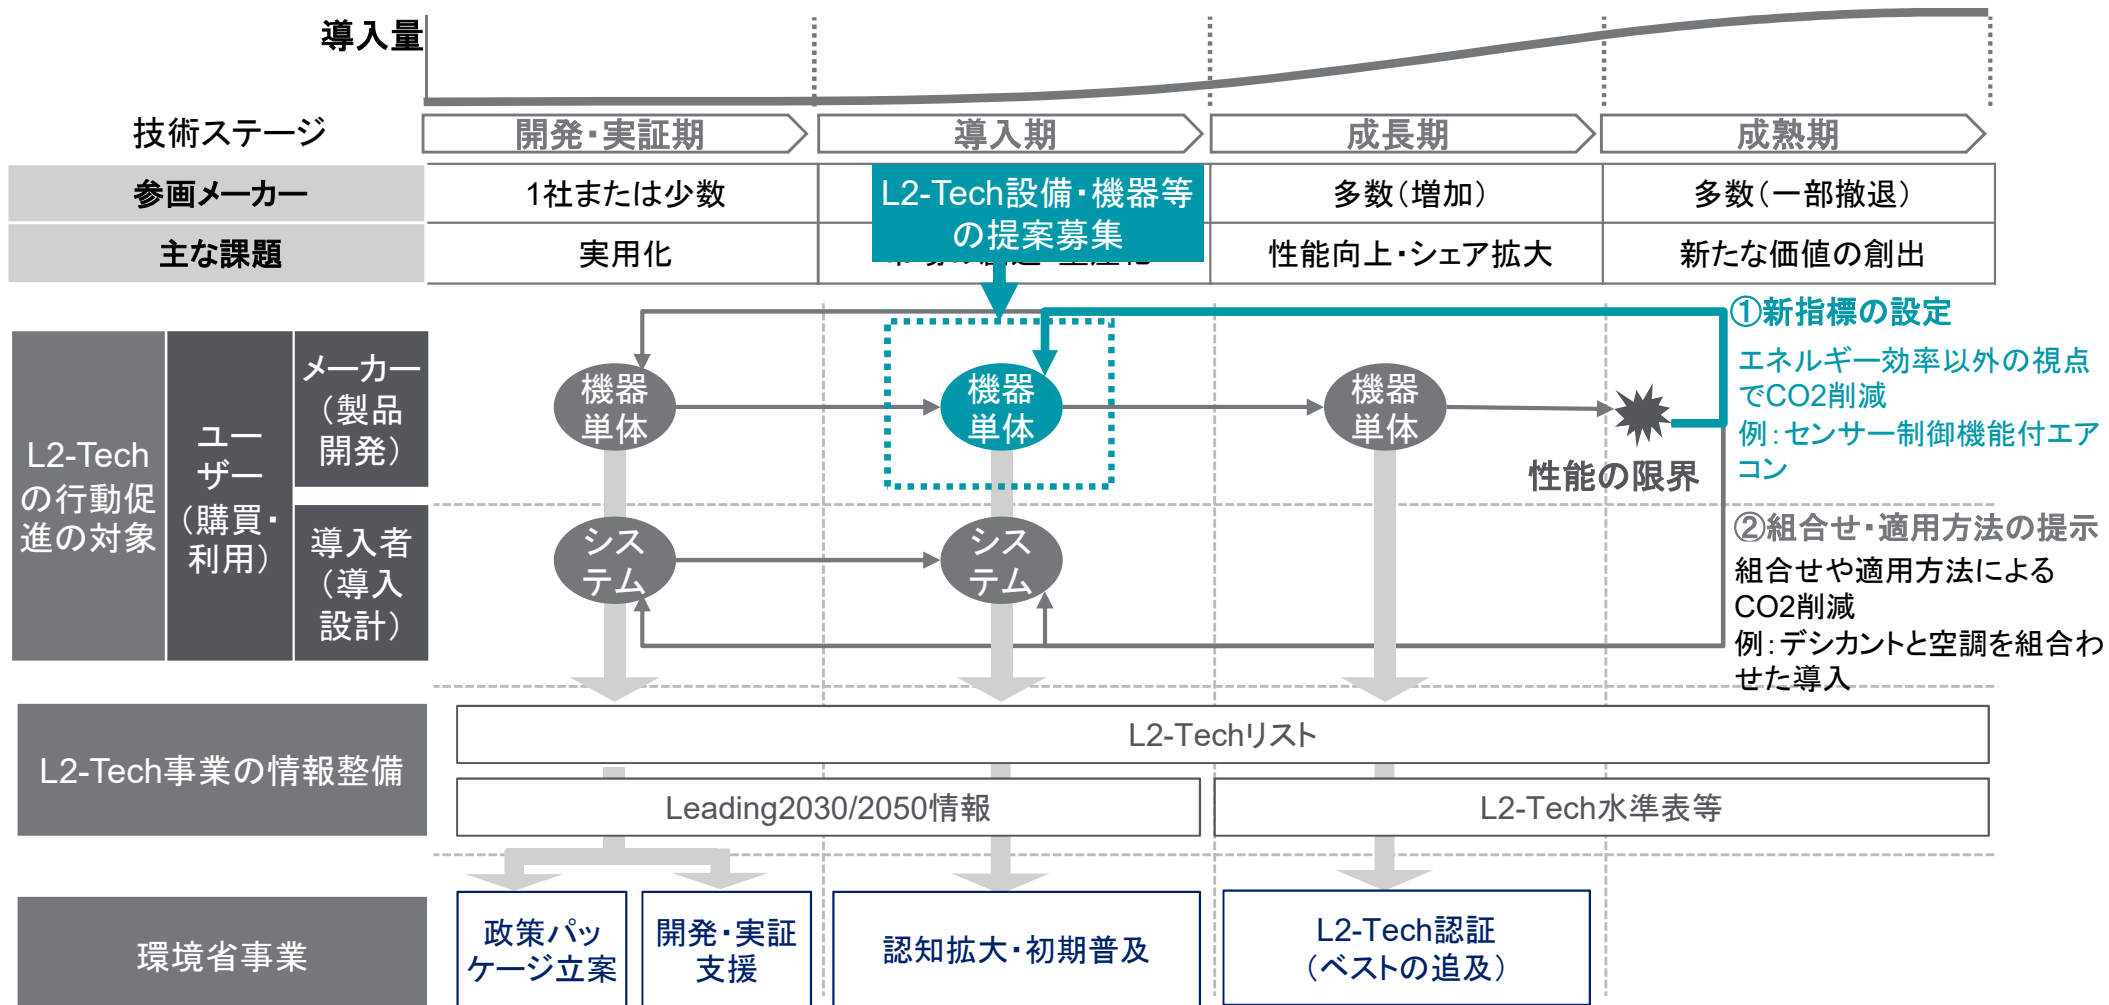 導入量
技術ステージ
開発・実証期
導入期
成長期
成熟期
参画メーカー
1社または少数
多数（増加）
多数（一部撤退）
主な課題
実用化
性能向上・シェア拡大
新たな価値の創出
L2-Tech設備・機器等
の提案募集
L2-Tech
の行動促
進の対象
ユー
ザー
（購買・
利用）
メーカー
（製品
開発）
導入者
（導入
設計）
機器
単体
機器
単体
機器
単体
性能の限界
シス
テム
シス
テム
①新指標の設定
エネルギー効率以外の視点
でCO2削減
例：センサー制御機能付エア
コン
②組合せ・適用方法の提示
組合せや適用方法による
CO2削減
例：デシカントと空調を組合わ
せた導入
L2-Tech事業の情報整備
L2-Techリスト
Leading2030/2050情報
L2-Tech水準表等
環境省事業
政策パッ
ケージ立案
開発・実証
支援
認知拡大・初期普及
L2-Tech認証
（ベストの追及）